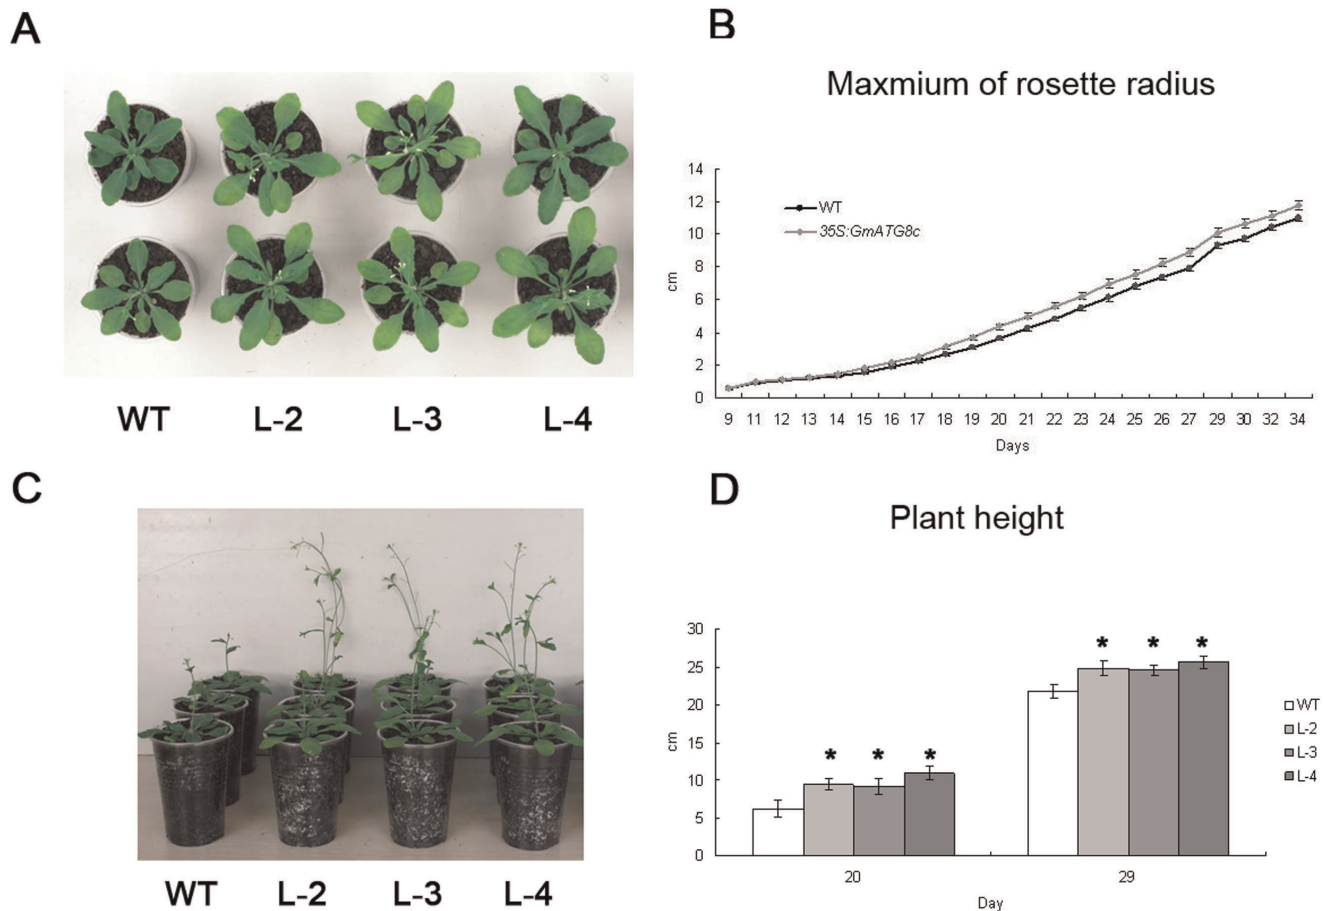 A
WT L-2 L-3 L-4
B
Maxmium of rosette radius
14
12
10
8
6
4
2
0
cm
WT
35S:GmATG8c
9 11 12 13 14 15 16 17 18 19 20 21 22 23 24 25 26 27 29 30 32 34
Days
C
WT L-2 L-3 L-4
D
Plant height
30
25
20
15
10
5
0
cm
* * *
* * *
20 29
Day
WT
L-2
L-3
L-4